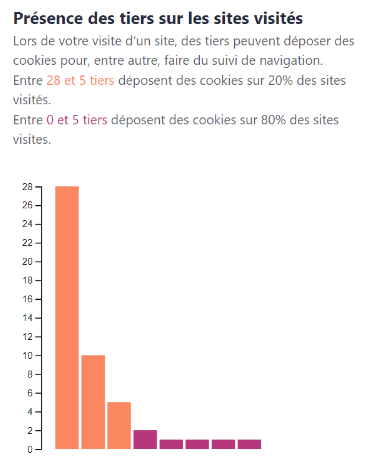 Présence des tiers sur les sites visités
Lors de votre visite d'un site, des tiers peuvent déposer des
cookies pour, entre autre, faire du suivi de navigation.
Entre 28 et 5 tiers déposent des cookies sur 20% des sites
visités.
Entre 0 et 5 tiers déposent des cookies sur 80% des sites
visites.
28
26
24
22
20
18
16
14
12
10
8
6
4
2
0